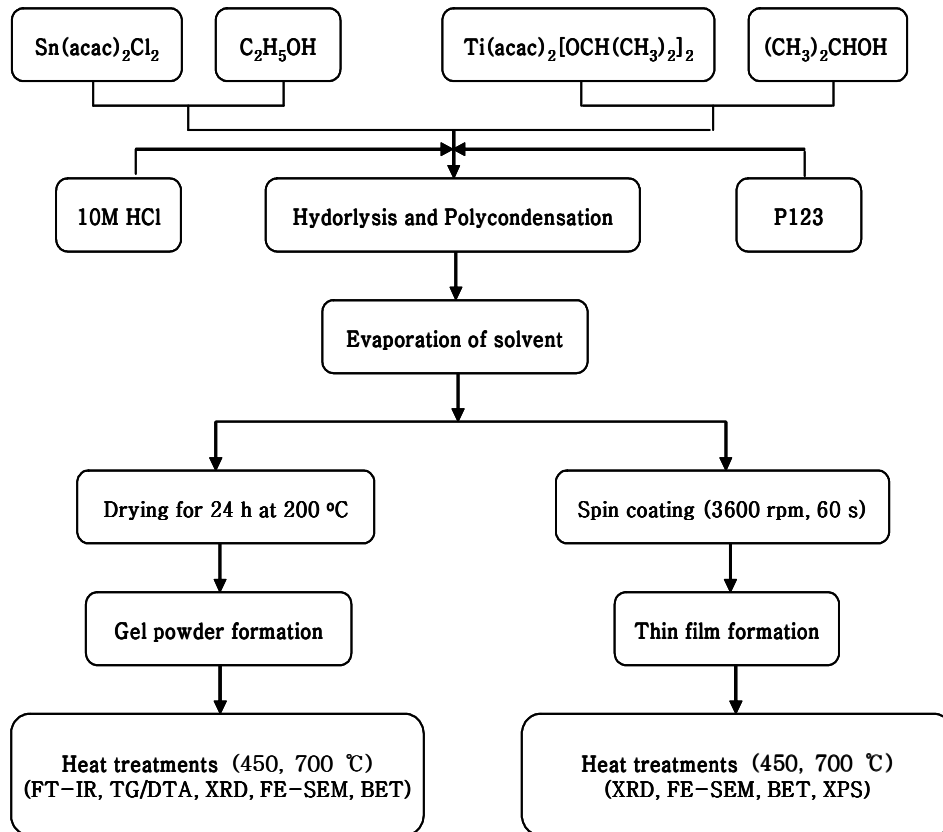 Sn(acac)₂Cl₂
C₂H₅OH
Ti(acac)₂[OCH(CH₃)₂]₂
(CH₃)₂CHOH
10M HCl
Hydorlysis and Polycondensation
P123
Evaporation of solvent
Drying for 24 h at 200 ºC
Spin coating (3600 rpm, 60 s)
Gel powder formation
Thin film formation
Heat treatments (450, 700 ℃)
(FT-IR, TG/DTA, XRD, FE-SEM, BET)
Heat treatments (450, 700 ℃)
(XRD, FE-SEM, BET, XPS)